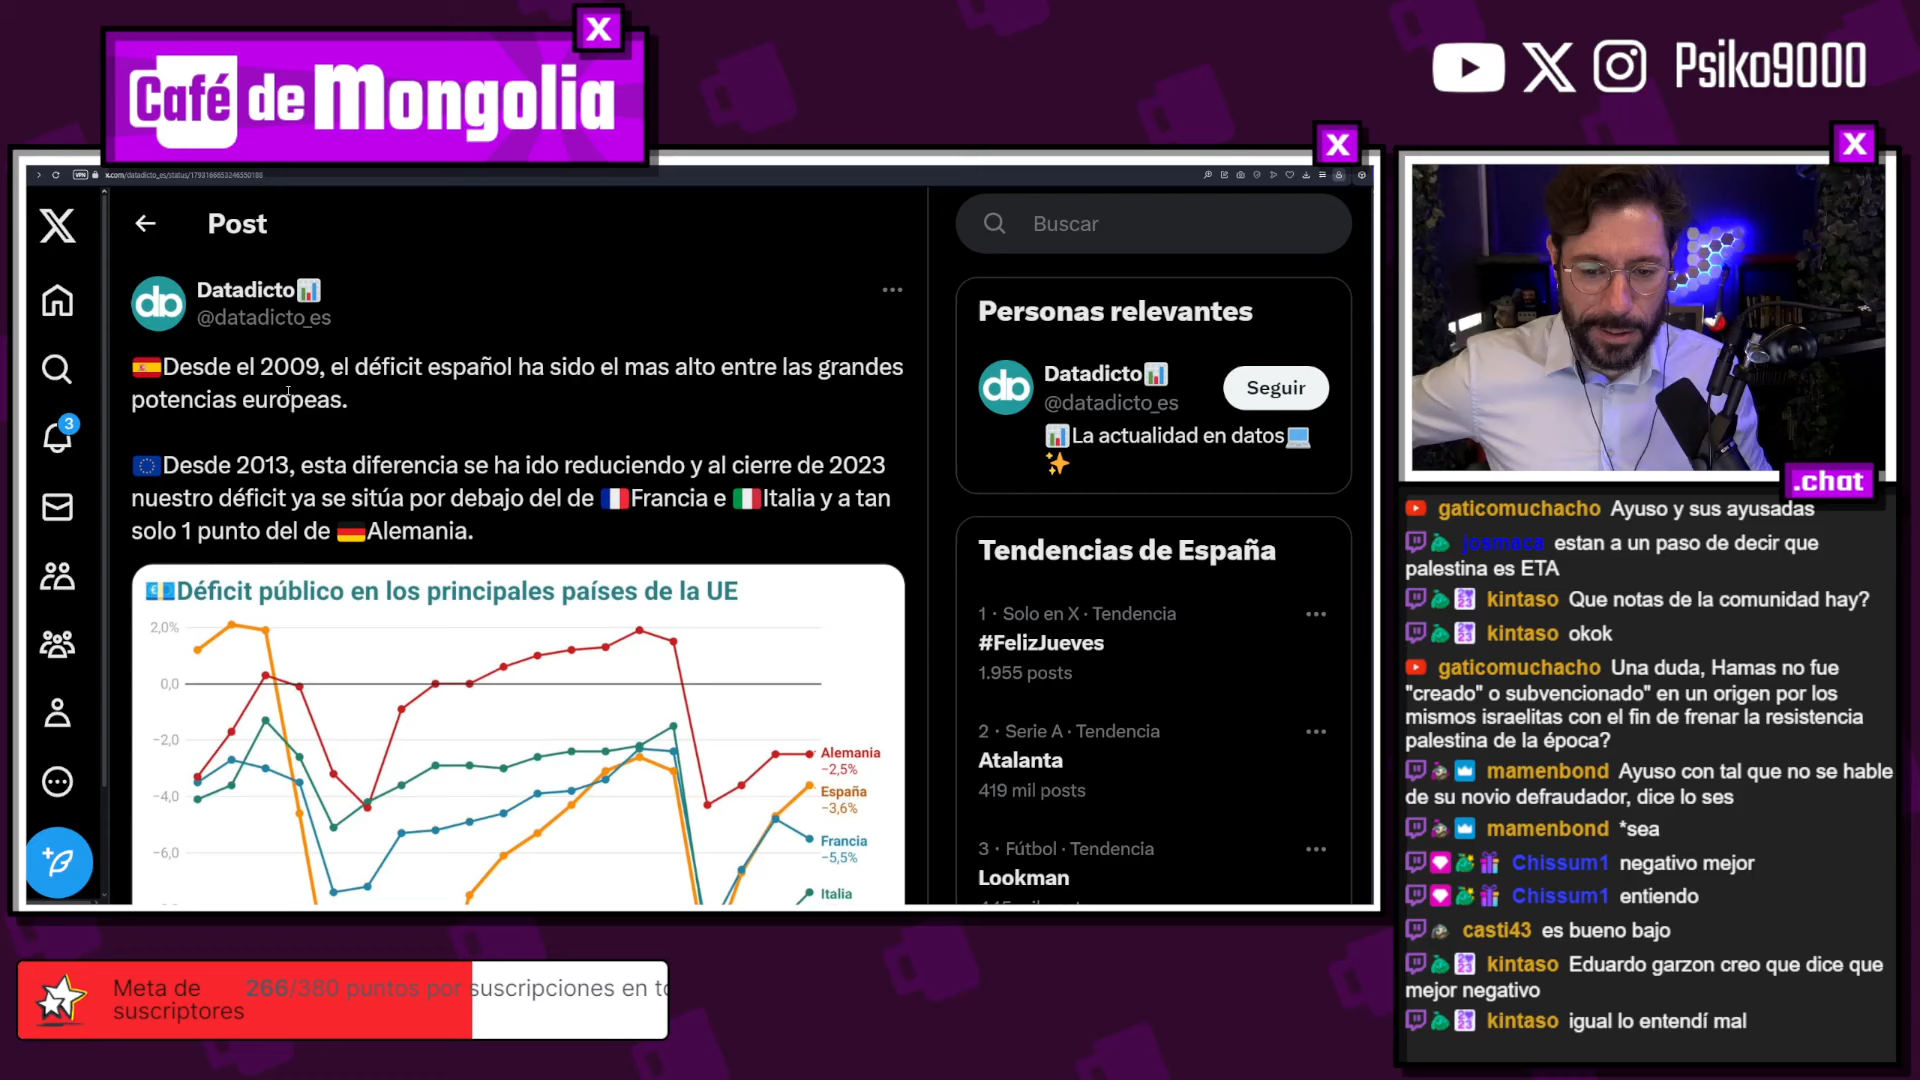 X
Café de Mongolia
Psiko9000
X
X
VPN
x.com/datadicto_es/status/1793166653246550188
Post
Buscar
Datadicto
@datadicto_es
Desde el 2009, el déficit español ha sido el mas alto entre las grandes
potencias europeas.
Desde 2013, esta diferencia se ha ido reduciendo y al cierre de 2023
nuestro déficit ya se sitúa por debajo del de Francia e Italia y a tan
solo 1 punto del de Alemania.
3
Déficit público en los principales países de la UE
2,0%
0,0
−2,0
−4,0
−6,0
Alemania
−2,5%
España
−3,6%
Francia
−5,5%
Italia
Personas relevantes
Datadicto
@datadicto_es
Seguir
La actualidad en datos
Tendencias de España
1 · Solo en X · Tendencia
#FelizJueves
1.955 posts
2 · Serie A · Tendencia
Atalanta
419 mil posts
3 · Fútbol · Tendencia
Lookman
.chat
gaticomuchacho Ayuso y sus ayusadas
josmaca estan a un paso de decir que
palestina es ETA
kintaso Que notas de la comunidad hay?
kintaso okok
gaticomuchacho Una duda, Hamas no fue
"creado" o subvencionado" en un origen por los
mismos israelitas con el fin de frenar la resistencia
palestina de la época?
mamenbond Ayuso con tal que no se hable
de su novio defraudador, dice lo ses
mamenbond *sea
Chissum1 negativo mejor
Chissum1 entiendo
casti43 es bueno bajo
kintaso Eduardo garzon creo que dice que
mejor negativo
kintaso igual lo entendí mal
Meta de
suscriptores
266/380 puntos por suscripciones en to